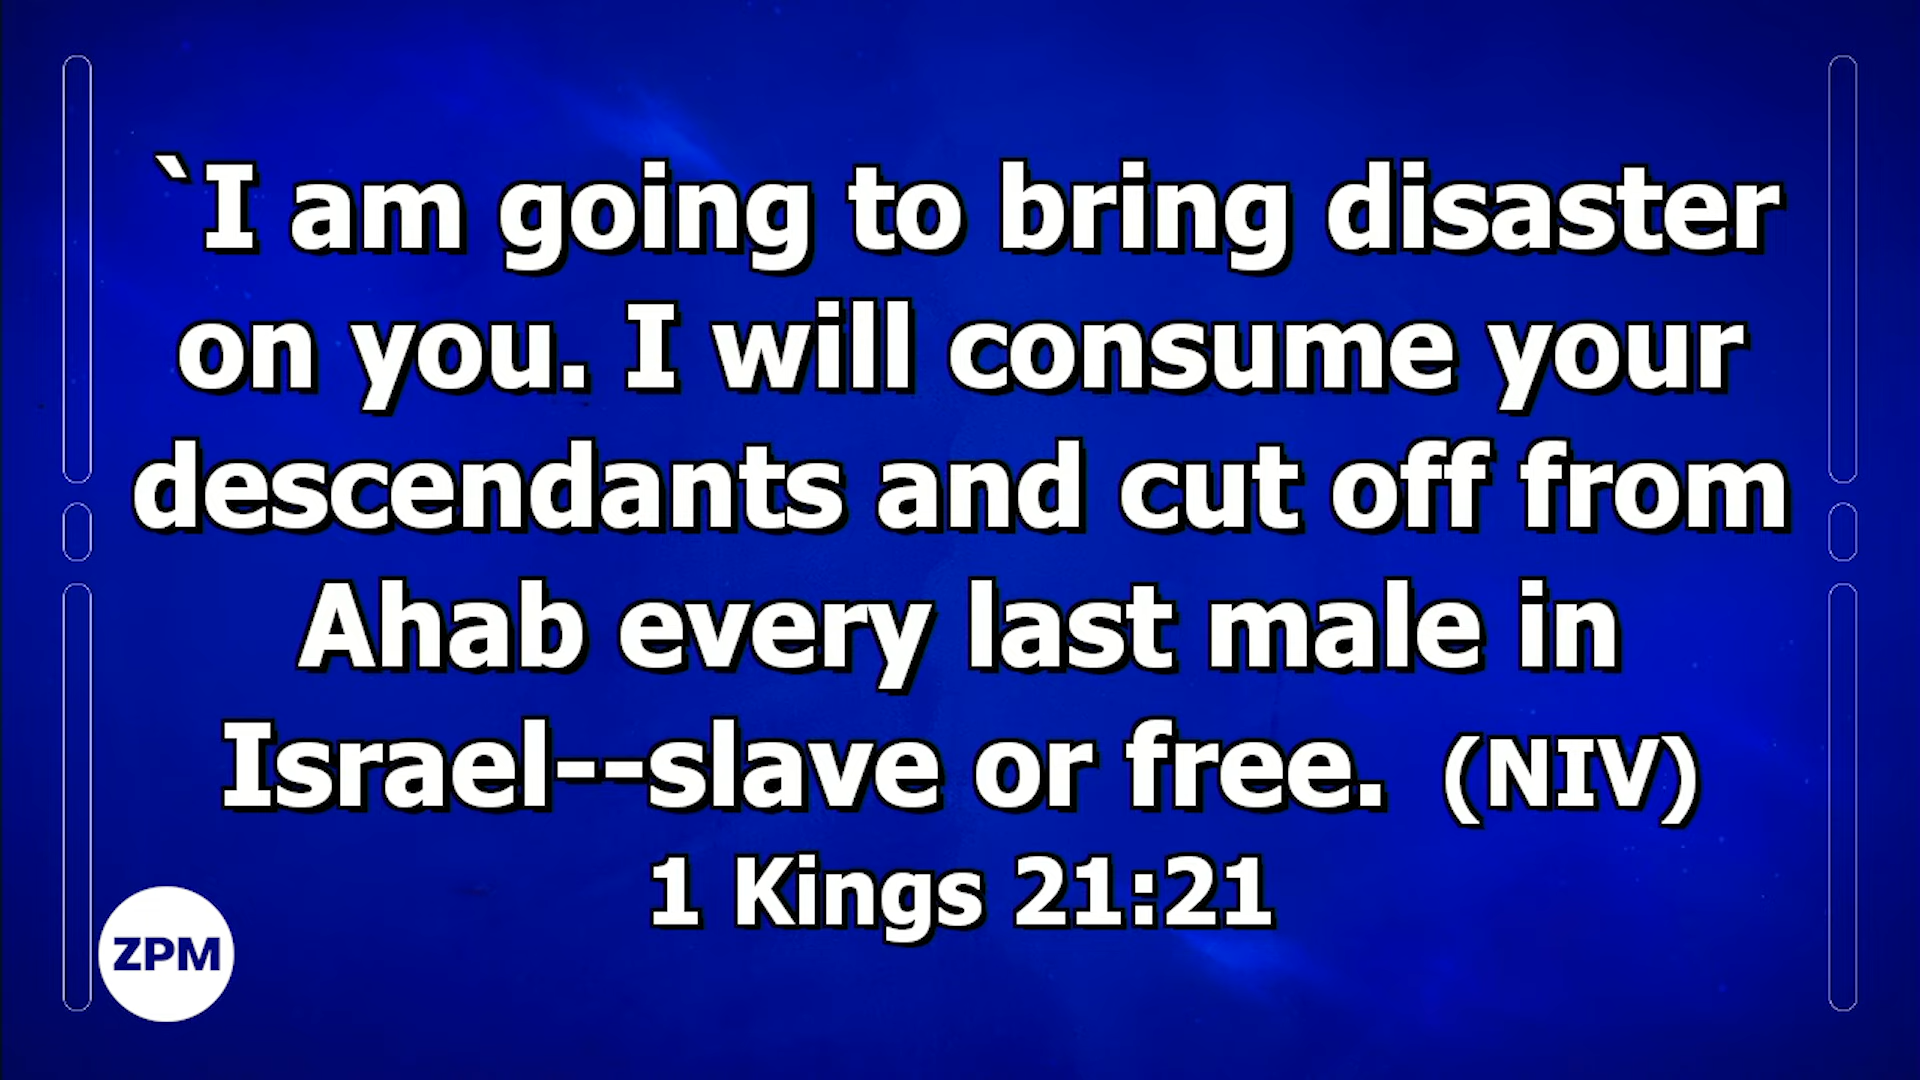 `I am going to bring disaster
on you. I will consume your
descendants and cut off from
Ahab every last male in
Israel--slave or free.  (NIV)
1 Kings 21:21
ZPM